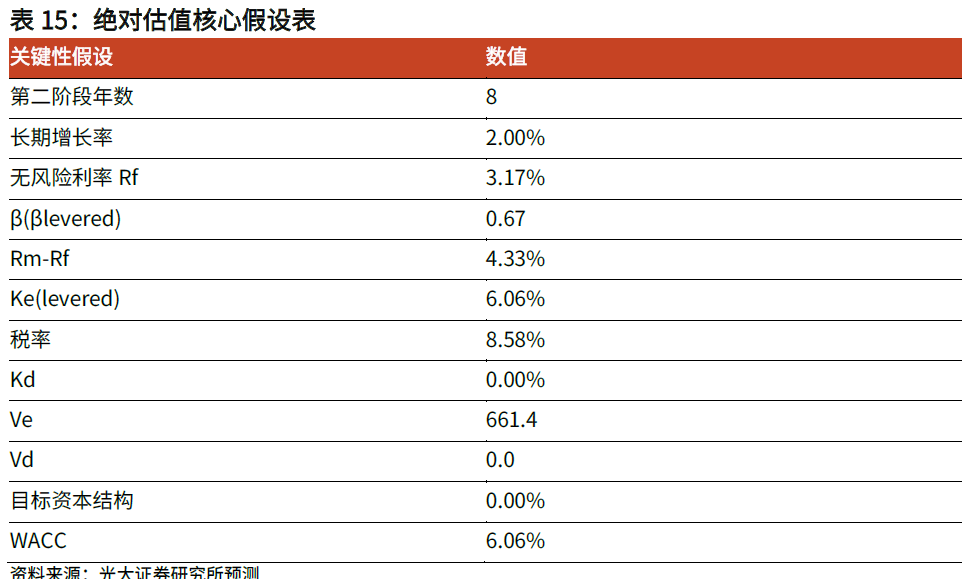 表 15：绝对估值核心假设表
关键性假设 数值
第二阶段年数 8
长期增长率 2.00%
无风险利率 Rf 3.17%
β(βlevered) 0.67
Rm-Rf 4.33%
Ke(levered) 6.06%
税率 8.58%
Kd 0.00%
Ve 661.4
Vd 0.0
目标资本结构 0.00%
WACC 6.06%
资料来源：光大证券研究所预测